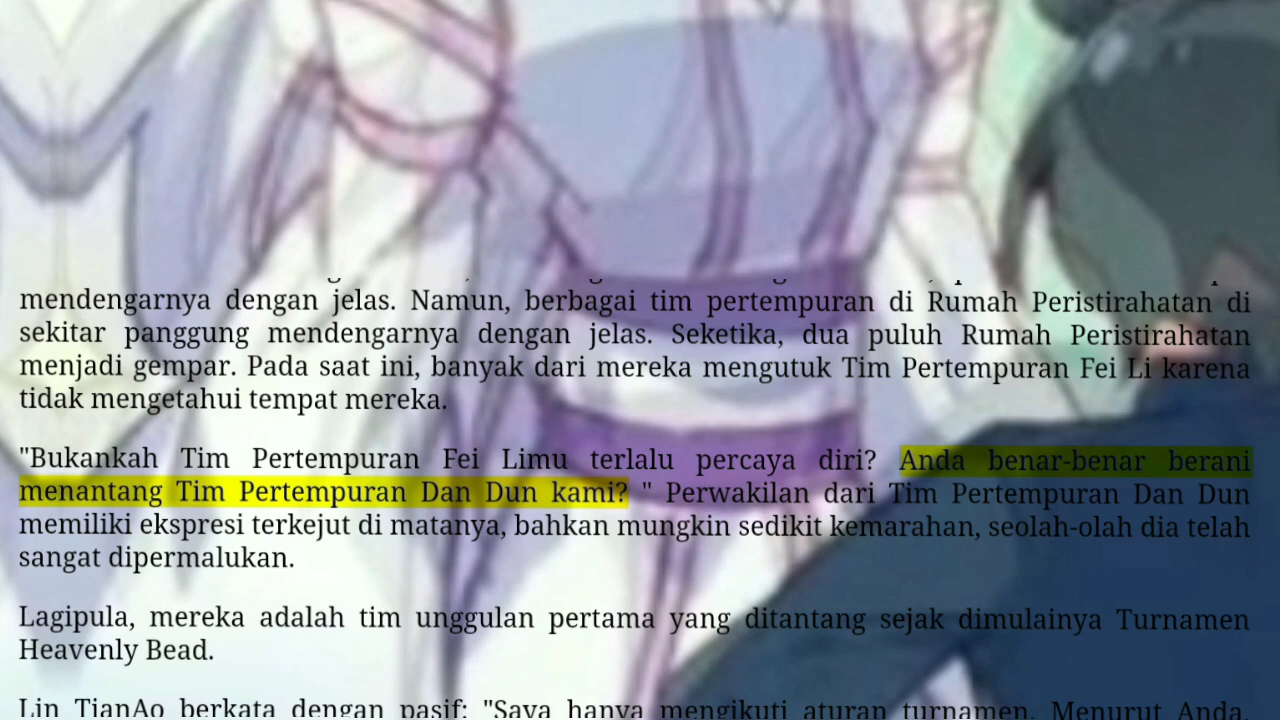 mendengarnya dengan jelas. Namun, berbagai tim pertempuran di Rumah Peristirahatan di
sekitar panggung mendengarnya dengan jelas. Seketika, dua puluh Rumah Peristirahatan
menjadi gempar. Pada saat ini, banyak dari mereka mengutuk Tim Pertempuran Fei Li karena
tidak mengetahui tempat mereka.
"Bukankah Tim Pertempuran Fei Limu terlalu percaya diri? Anda benar-benar berani
menantang Tim Pertempuran Dan Dun kami? " Perwakilan dari Tim Pertempuran Dan Dun
memiliki ekspresi terkejut di matanya, bahkan mungkin sedikit kemarahan, seolah-olah dia telah
sangat dipermalukan.
Lagipula, mereka adalah tim unggulan pertama yang ditantang sejak dimulainya Turnamen
Heavenly Bead.
Lin TianAo berkata dengan pasif: "Saya hanya mengikuti aturan turnamen. Menurut Anda,